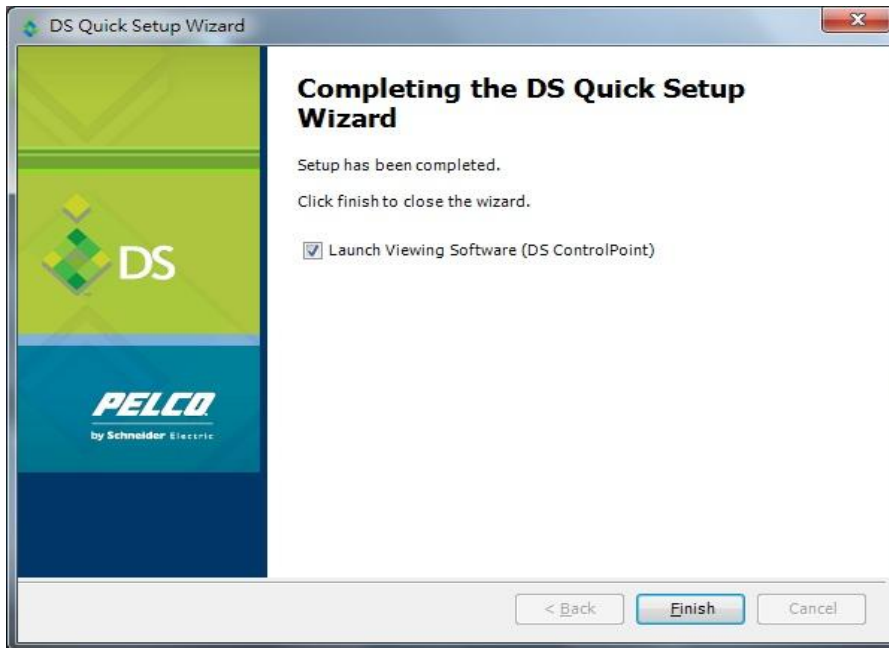 DS Quick Setup Wizard
Completing the DS Quick Setup
Wizard
Setup has been completed.
Click finish to close the wizard.
Launch Viewing Software (DS ControlPoint)
DS
PELCO
by Schneider Electric
< Back
Finish
Cancel